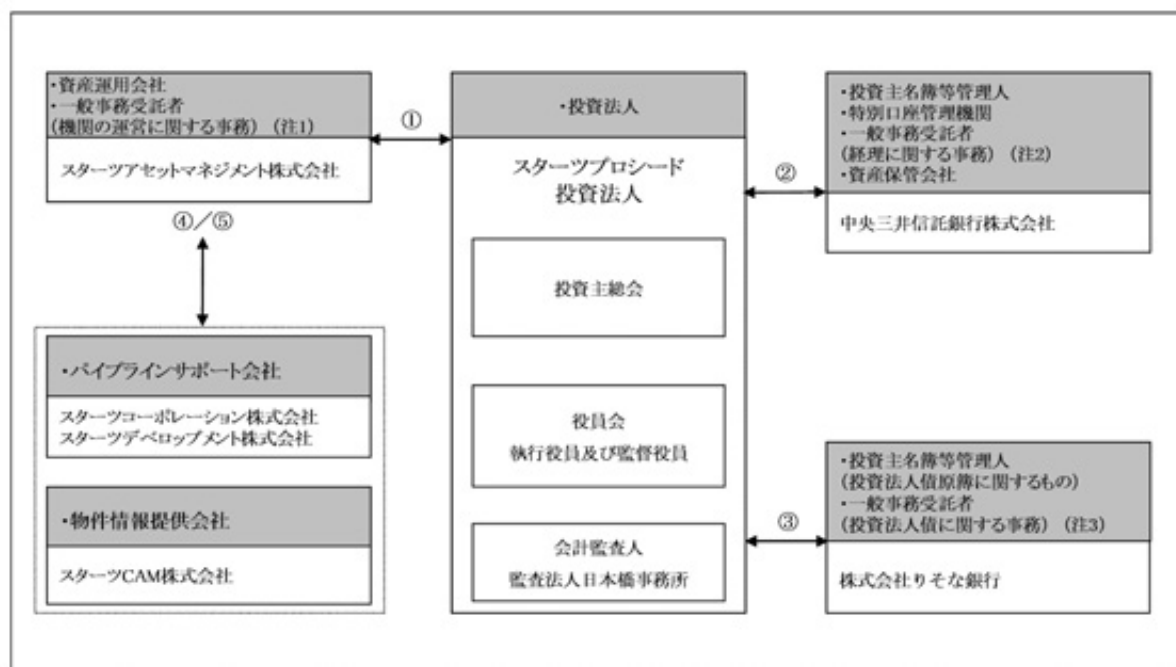 ・資産運用会社
・一般事務受託者
(機関の運営に関する事務) (注1)
スターツアセットマネジメント株式会社
①
④/⑤
・パイプラインサポート会社
スターツコーポレーション株式会社
スターツデベロップメント株式会社
・物件情報提供会社
スターツCAM株式会社
・投資法人
スターツプロシード
投資法人
投資主総会
役員会
執行役員及び監督役員
会計監査人
監査法人日本橋事務所
②
・投資主名簿等管理人
・特別口座管理機関
・一般事務受託者
(経理に関する事務) (注2)
・資産保管会社
中央三井信託銀行株式会社
③
・投資主名簿等管理人
(投資法人債原簿に関するもの)
・一般事務受託者
(投資法人債に関する事務) (注3)
株式会社りそな銀行